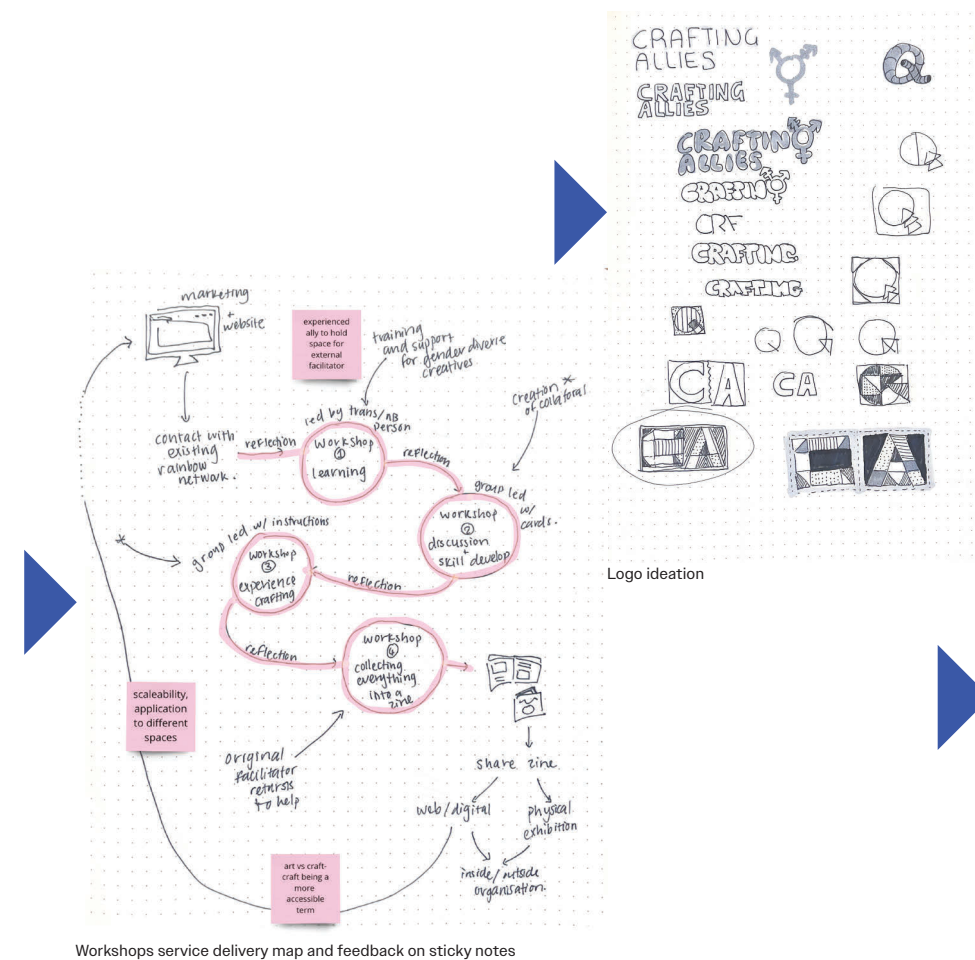 marketing
+
website
experienced
ally to hold
space for
external
facilitator
training
and support
for gender diverse
creatives
creation *
of collateral
contact with
existing
rainbow
network.
reflection
led by trans/NB
person
workshop
①
learning
reflection
group led
w/
cards.
workshop
②
discussion
+
skill develop
reflection
*
group led w/ instructions
workshop
③
experience
crafting
reflection
workshop
④
collecting
everything
into a
zine
scaleability,
application
to different
spaces
original
facilitator
returns
to help
share zine
web/digital
physical
exhibition
inside/outside
organisation.
art vs craft-
craft being a
more
accessible
term
Workshops service delivery map and feedback on sticky notes
CRAFTING
ALLIES
CRAFTING
ALLIES
CRAFTING
ALLIES
CRAFTING
CRF
CRAFTING
CRAFTING
Q
Q
Q
Q
Q
Q
Q
Q
CA
CA
CA
CA
Logo ideation